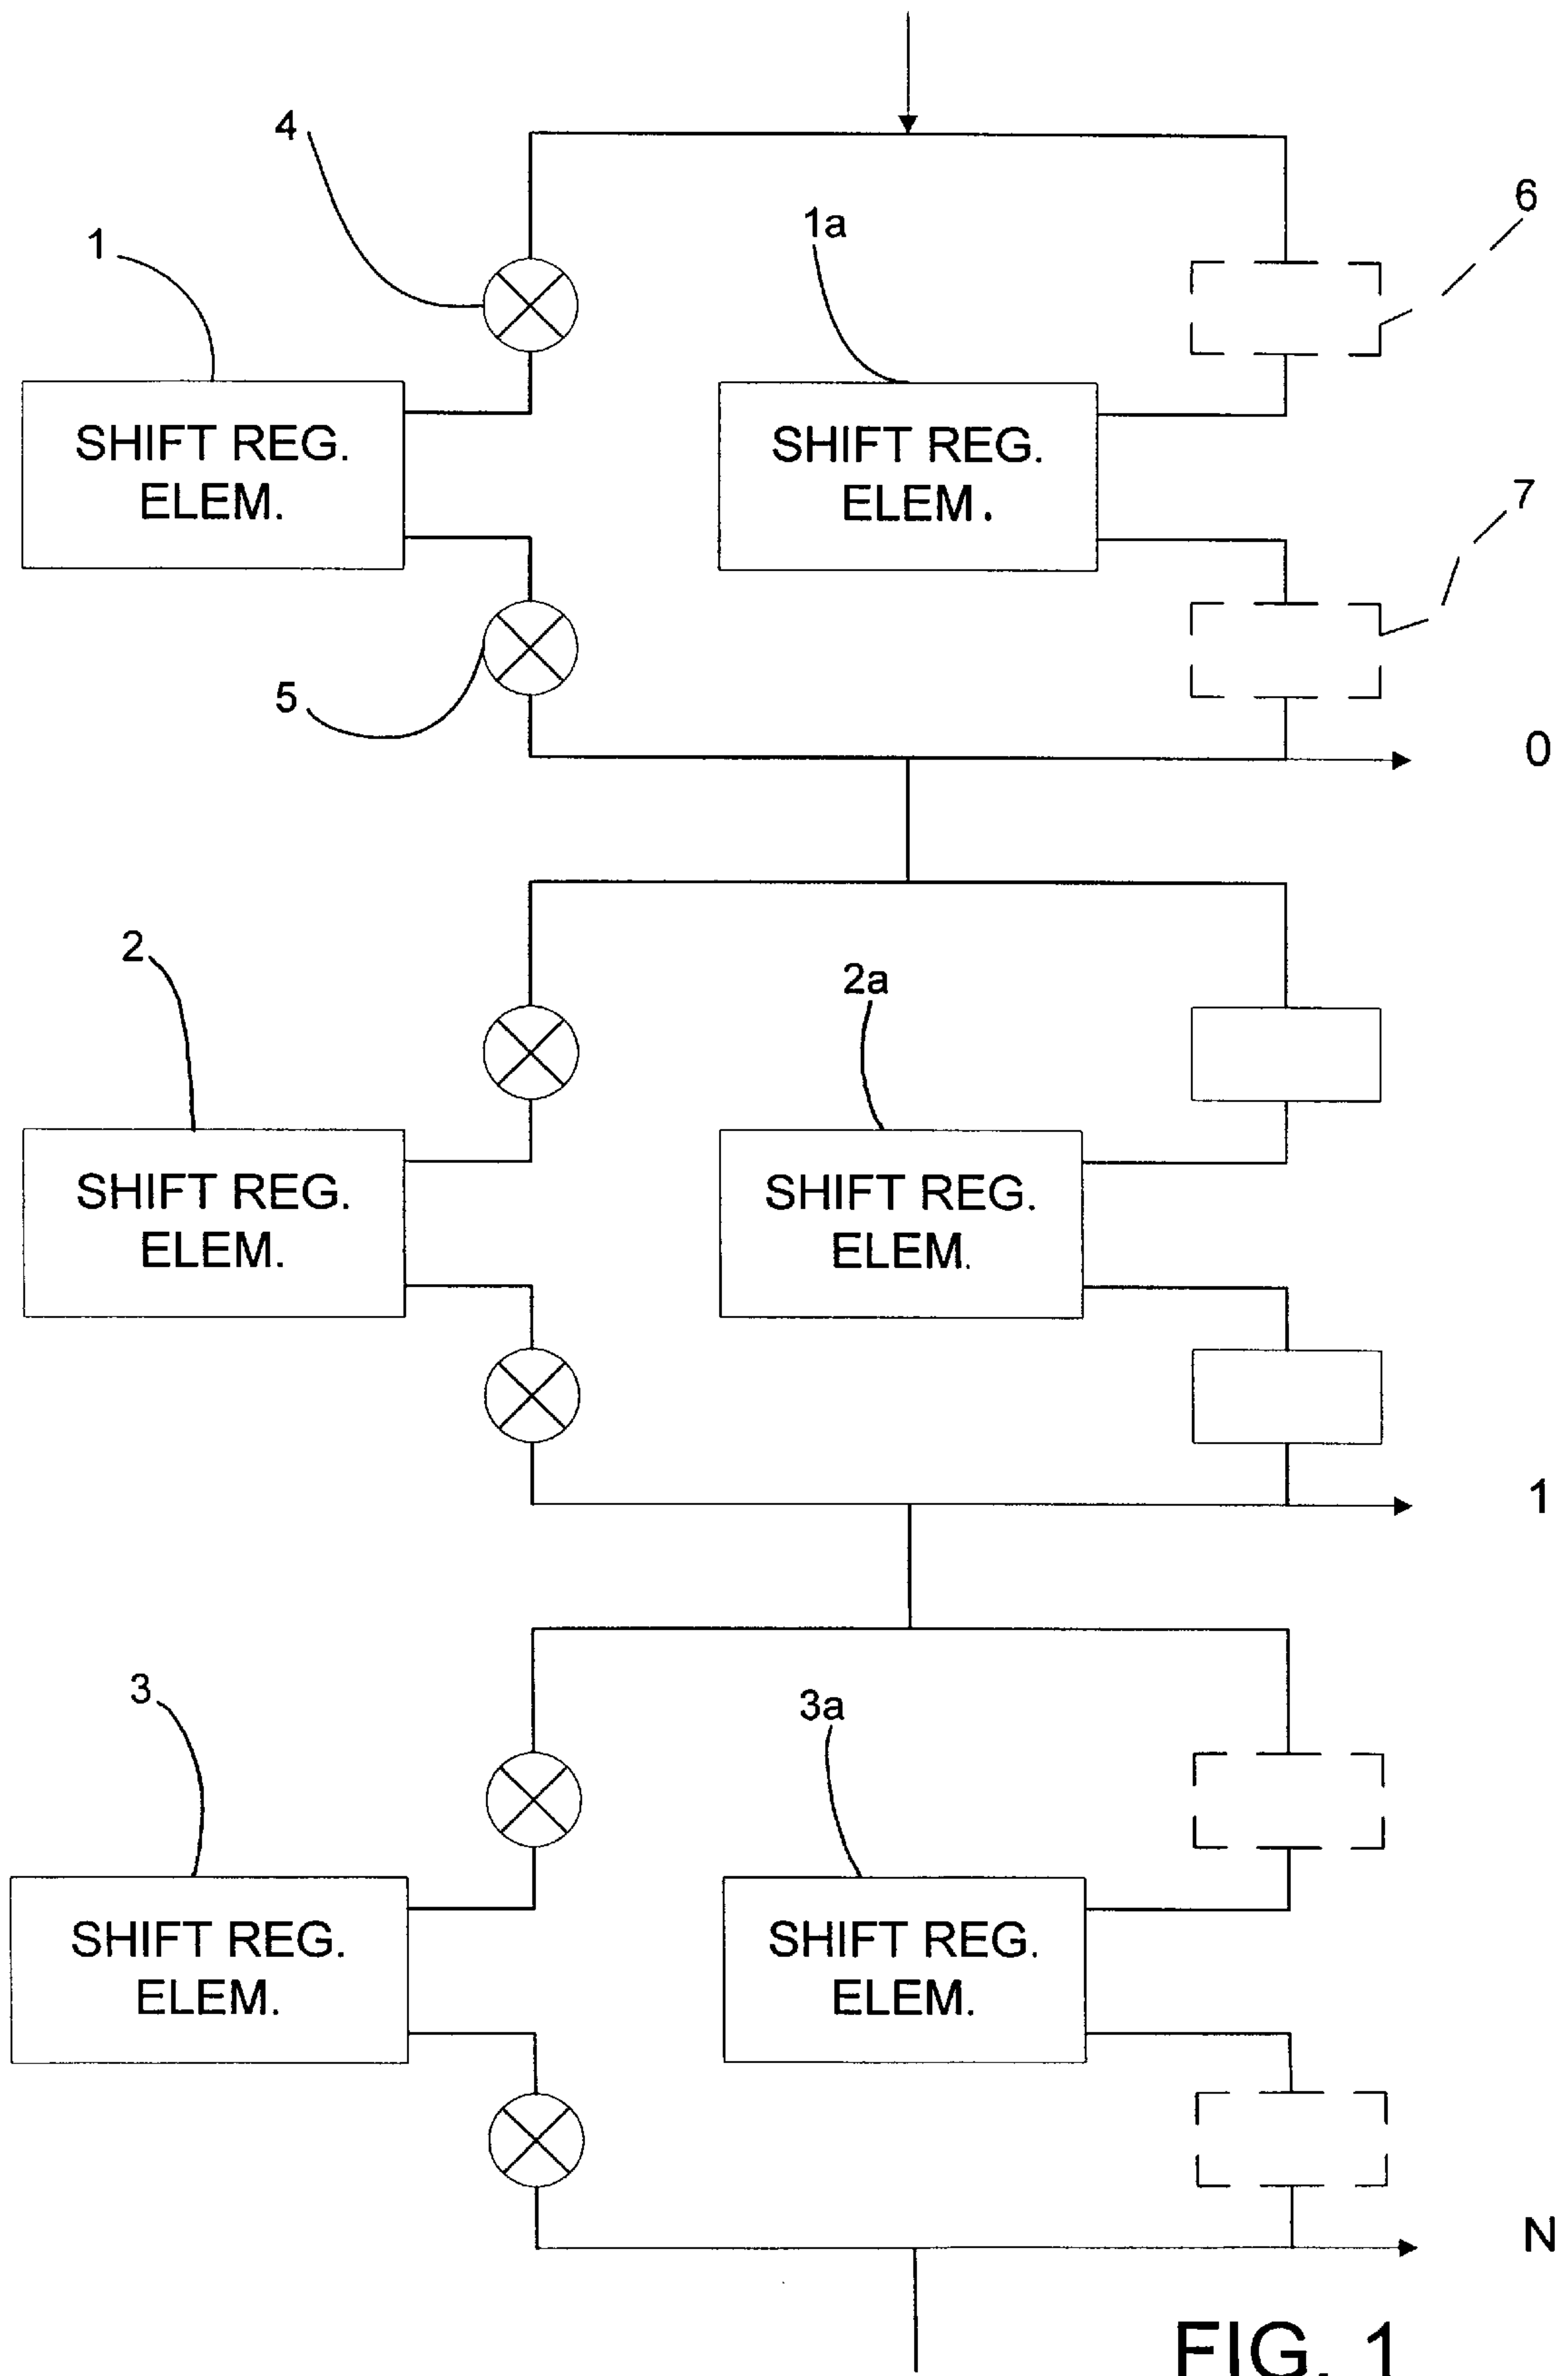 4
6
1a
1
SHIFT REG.
ELEM.
SHIFT REG.
ELEM.
7
5
0
2
2a
SHIFT REG.
ELEM.
SHIFT REG.
ELEM.
1
3
3a
SHIFT REG.
ELEM.
SHIFT REG.
ELEM.
N
FIG. 1